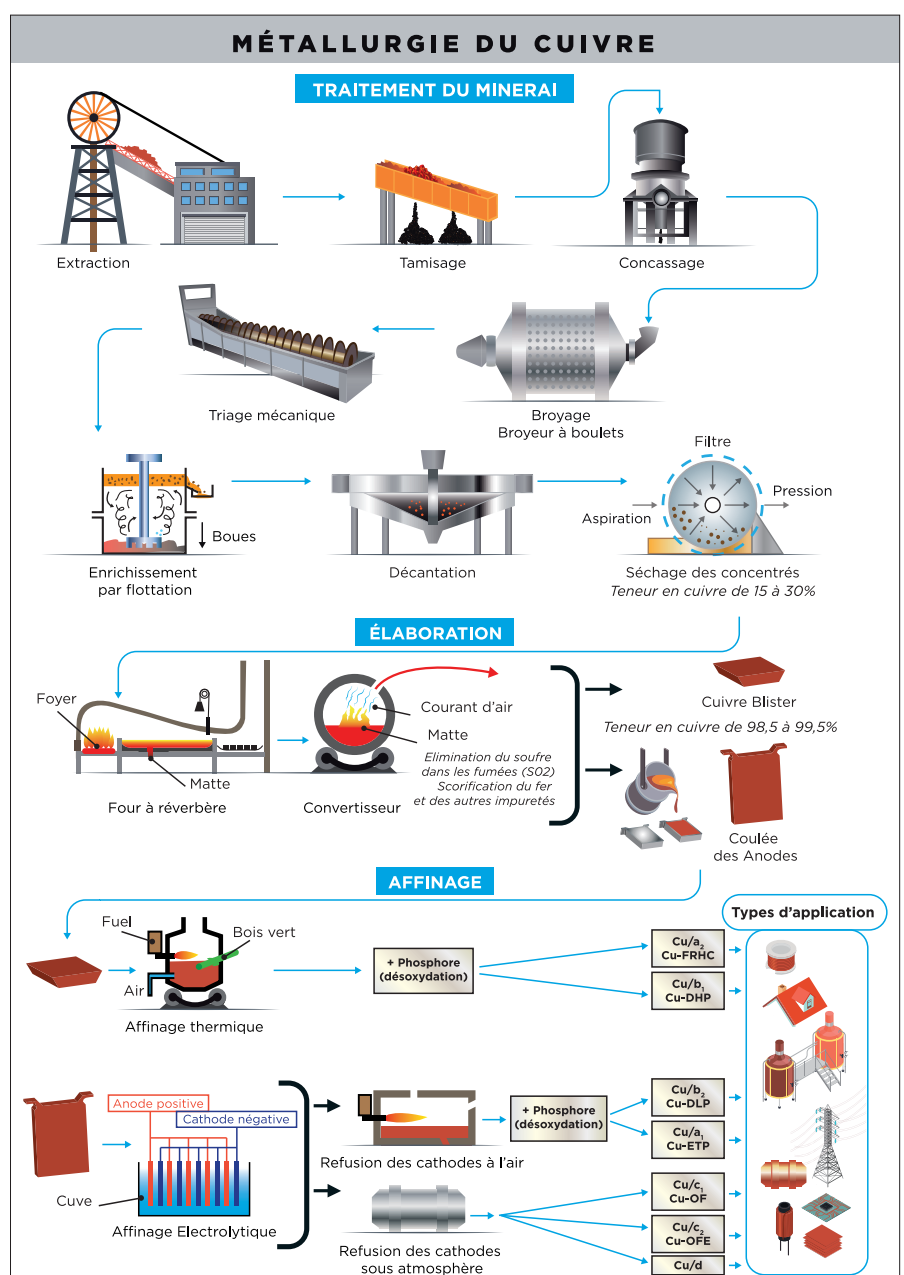 MÉTALLURGIE DU CUIVRE
TRAITEMENT DU MINERAI
Extraction
Tamisage
Concassage
Triage mécanique
Broyage
Broyeur à boulets
Filtre
Aspiration
Pression
Boues
Enrichissement
par flottation
Décantation
Séchage des concentrés
Teneur en cuivre de 15 à 30%
ÉLABORATION
Foyer
Matte
Four à réverbère
Courant d'air
Matte
Convertisseur
Elimination du soufre
dans les fumées (S02)
Scorification du fer
et des autres impuretés
Cuivre Blister
Teneur en cuivre de 98,5 à 99,5%
Coulée
des Anodes
AFFINAGE
Types d'application
Fuel
Bois vert
Air
Affinage thermique
+ Phosphore
(désoxydation)
Cu/a2
Cu-FRHC
Cu/b1
Cu-DHP
Anode positive
Cathode négative
Cuve
Affinage Electrolytique
Refusion des cathodes à l'air
+ Phosphore
(désoxydation)
Cu/b2
Cu-DLP
Cu/a1
Cu-ETP
Refusion des cathodes
sous atmosphère
Cu/c1
Cu-OF
Cu/c2
Cu-OFE
Cu/d